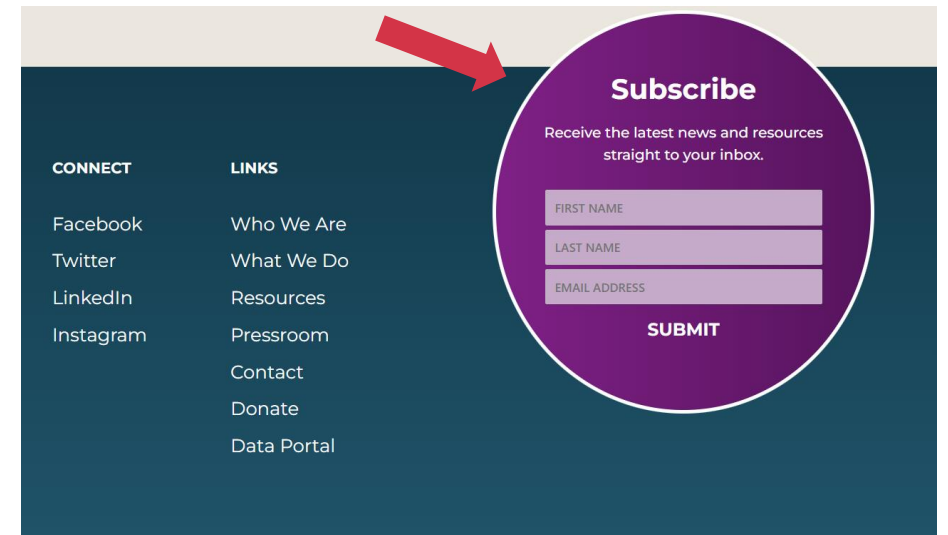 CONNECT
Facebook
Twitter
LinkedIn
Instagram
LINKS
Who We Are
What We Do
Resources
Pressroom
Contact
Donate
Data Portal
Subscribe
Receive the latest news and resources
straight to your inbox.
FIRST NAME
LAST NAME
EMAIL ADDRESS
SUBMIT